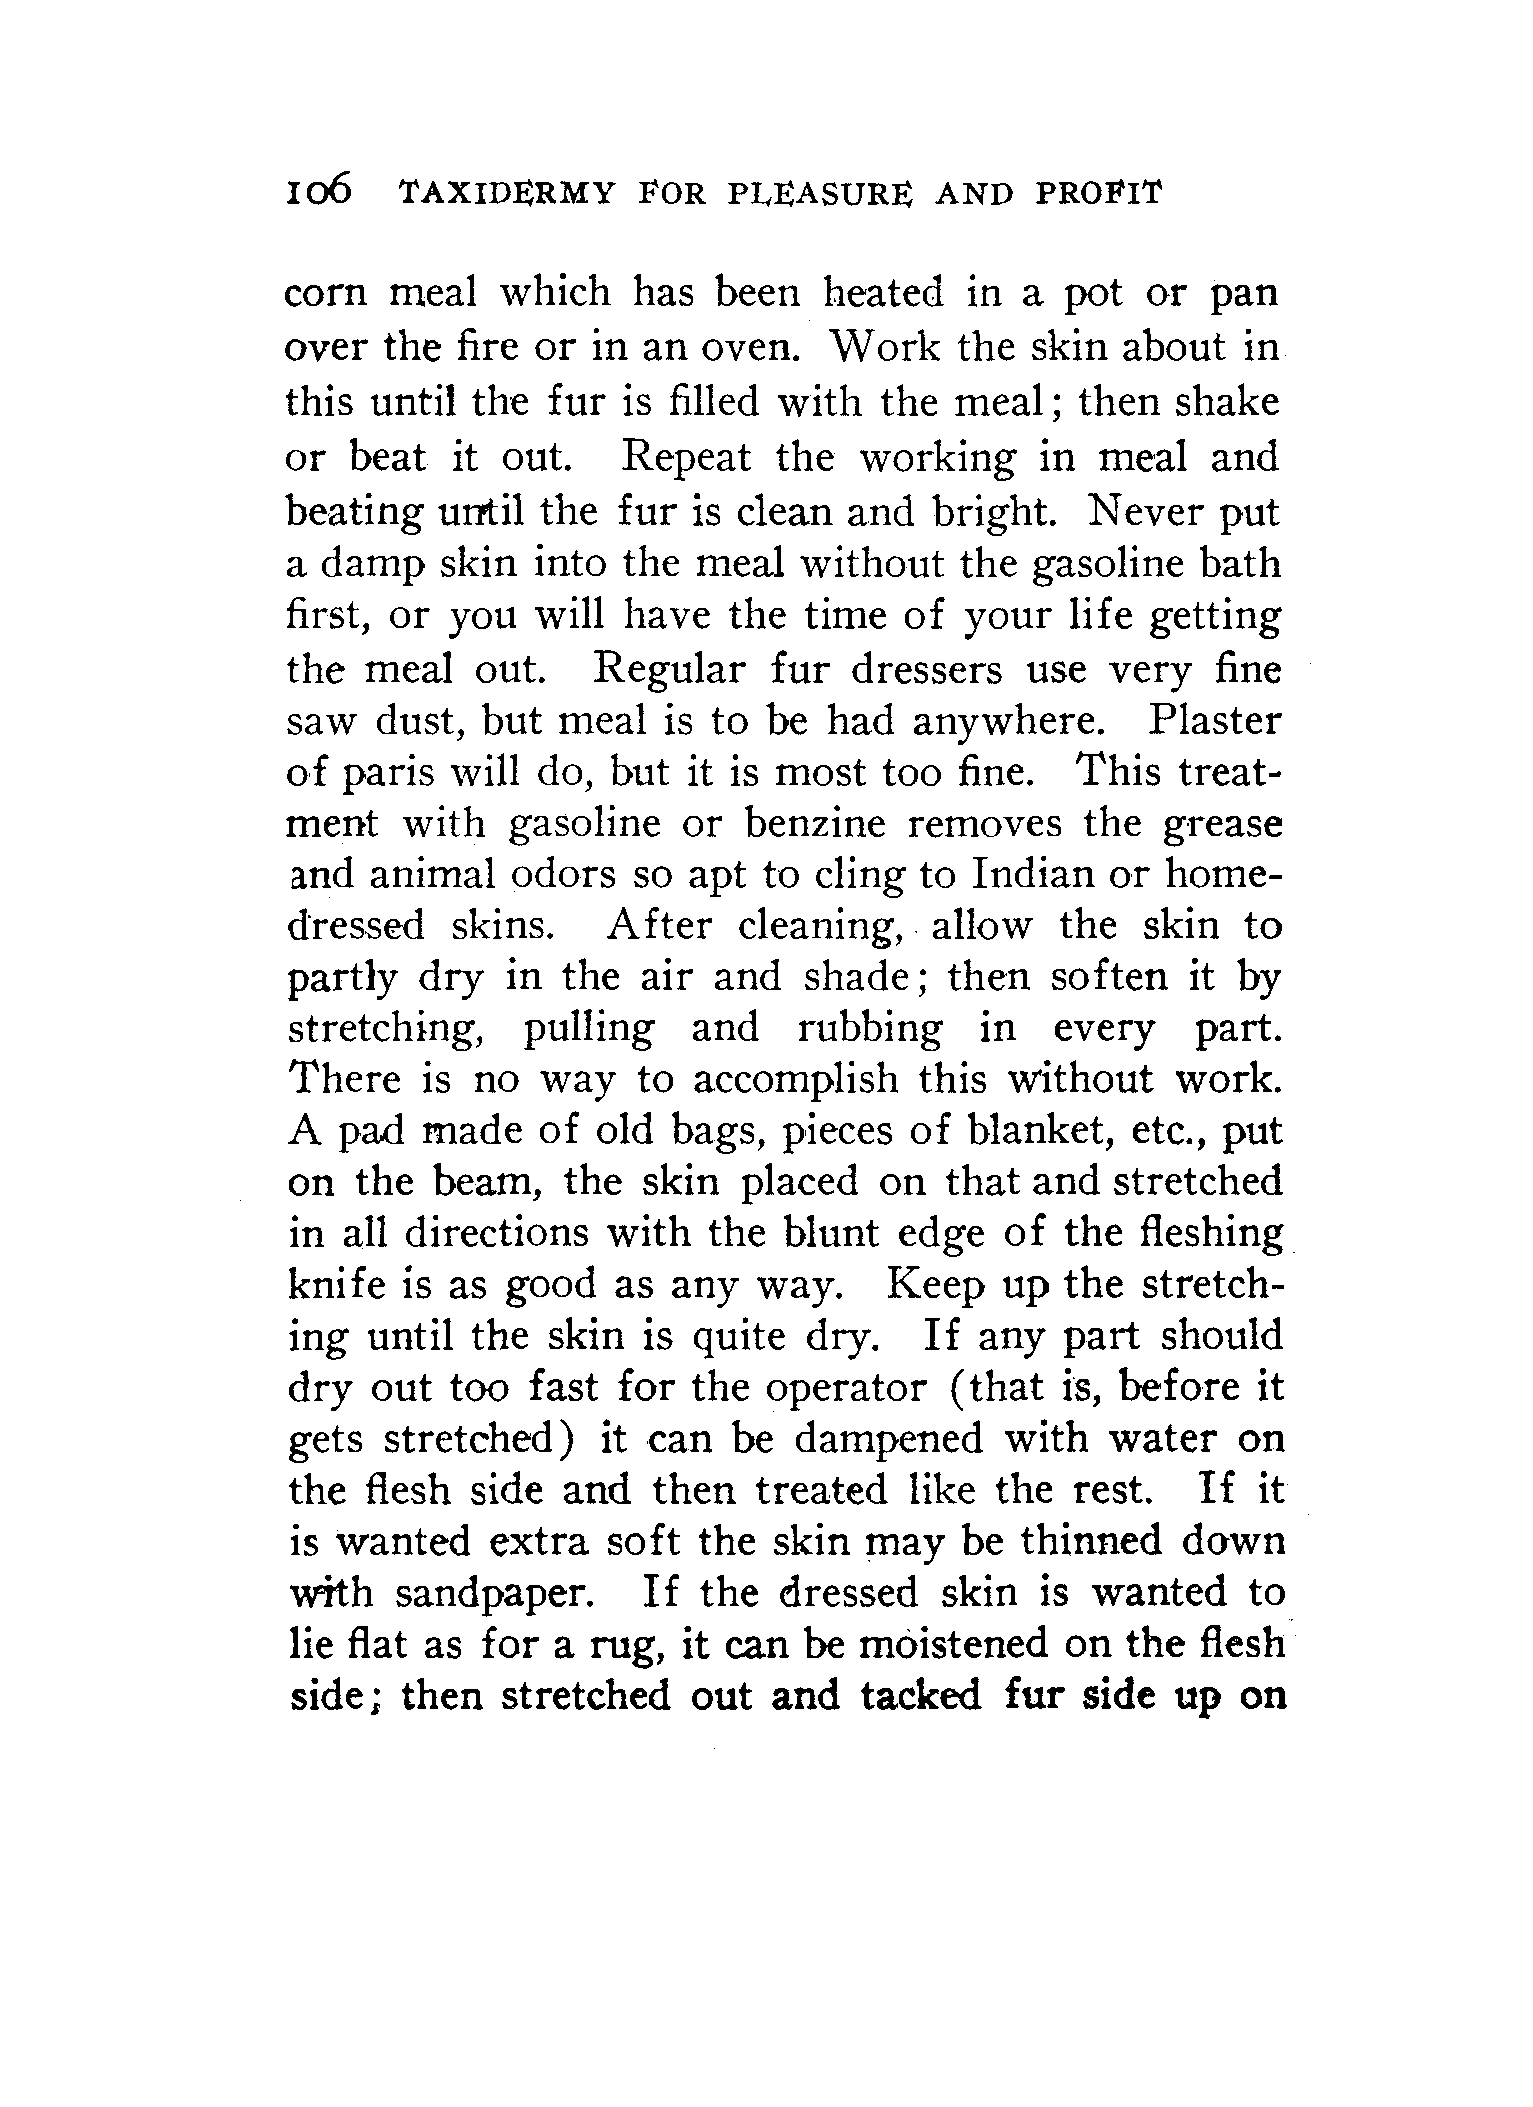 106 TAXIDERMY FOR PLEASURE AND PROFIT
corn meal which has been heated in a pot or pan
over the fire or in an oven. Work the skin about in
this until the fur is filled with the meal; then shake
or beat it out. Repeat the working in meal and
beating until the fur is clean and bright. Never put
a damp skin into the meal without the gasoline bath
first, or you will have the time of your life getting
the meal out. Regular fur dressers use very fine
saw dust, but meal is to be had anywhere. Plaster
of paris will do, but it is most too fine. This treat-
ment with gasoline or benzine removes the grease
and animal odors so apt to cling to Indian or home-
dressed skins. After cleaning, allow the skin to
partly dry in the air and shade; then soften it by
stretching, pulling and rubbing in every part.
There is no way to accomplish this without work.
A pad made of old bags, pieces of blanket, etc., put
on the beam, the skin placed on that and stretched
in all directions with the blunt edge of the fleshing
knife is as good as any way. Keep up the stretch-
ing until the skin is quite dry. If any part should
dry out too fast for the operator (that is, before it
gets stretched) it can be dampened with water on
the flesh side and then treated like the rest. If it
is wanted extra soft the skin may be thinned down
with sandpaper. If the dressed skin is wanted to
lie flat as for a rug, it can be moistened on the flesh
side; then stretched out and tacked fur side up on